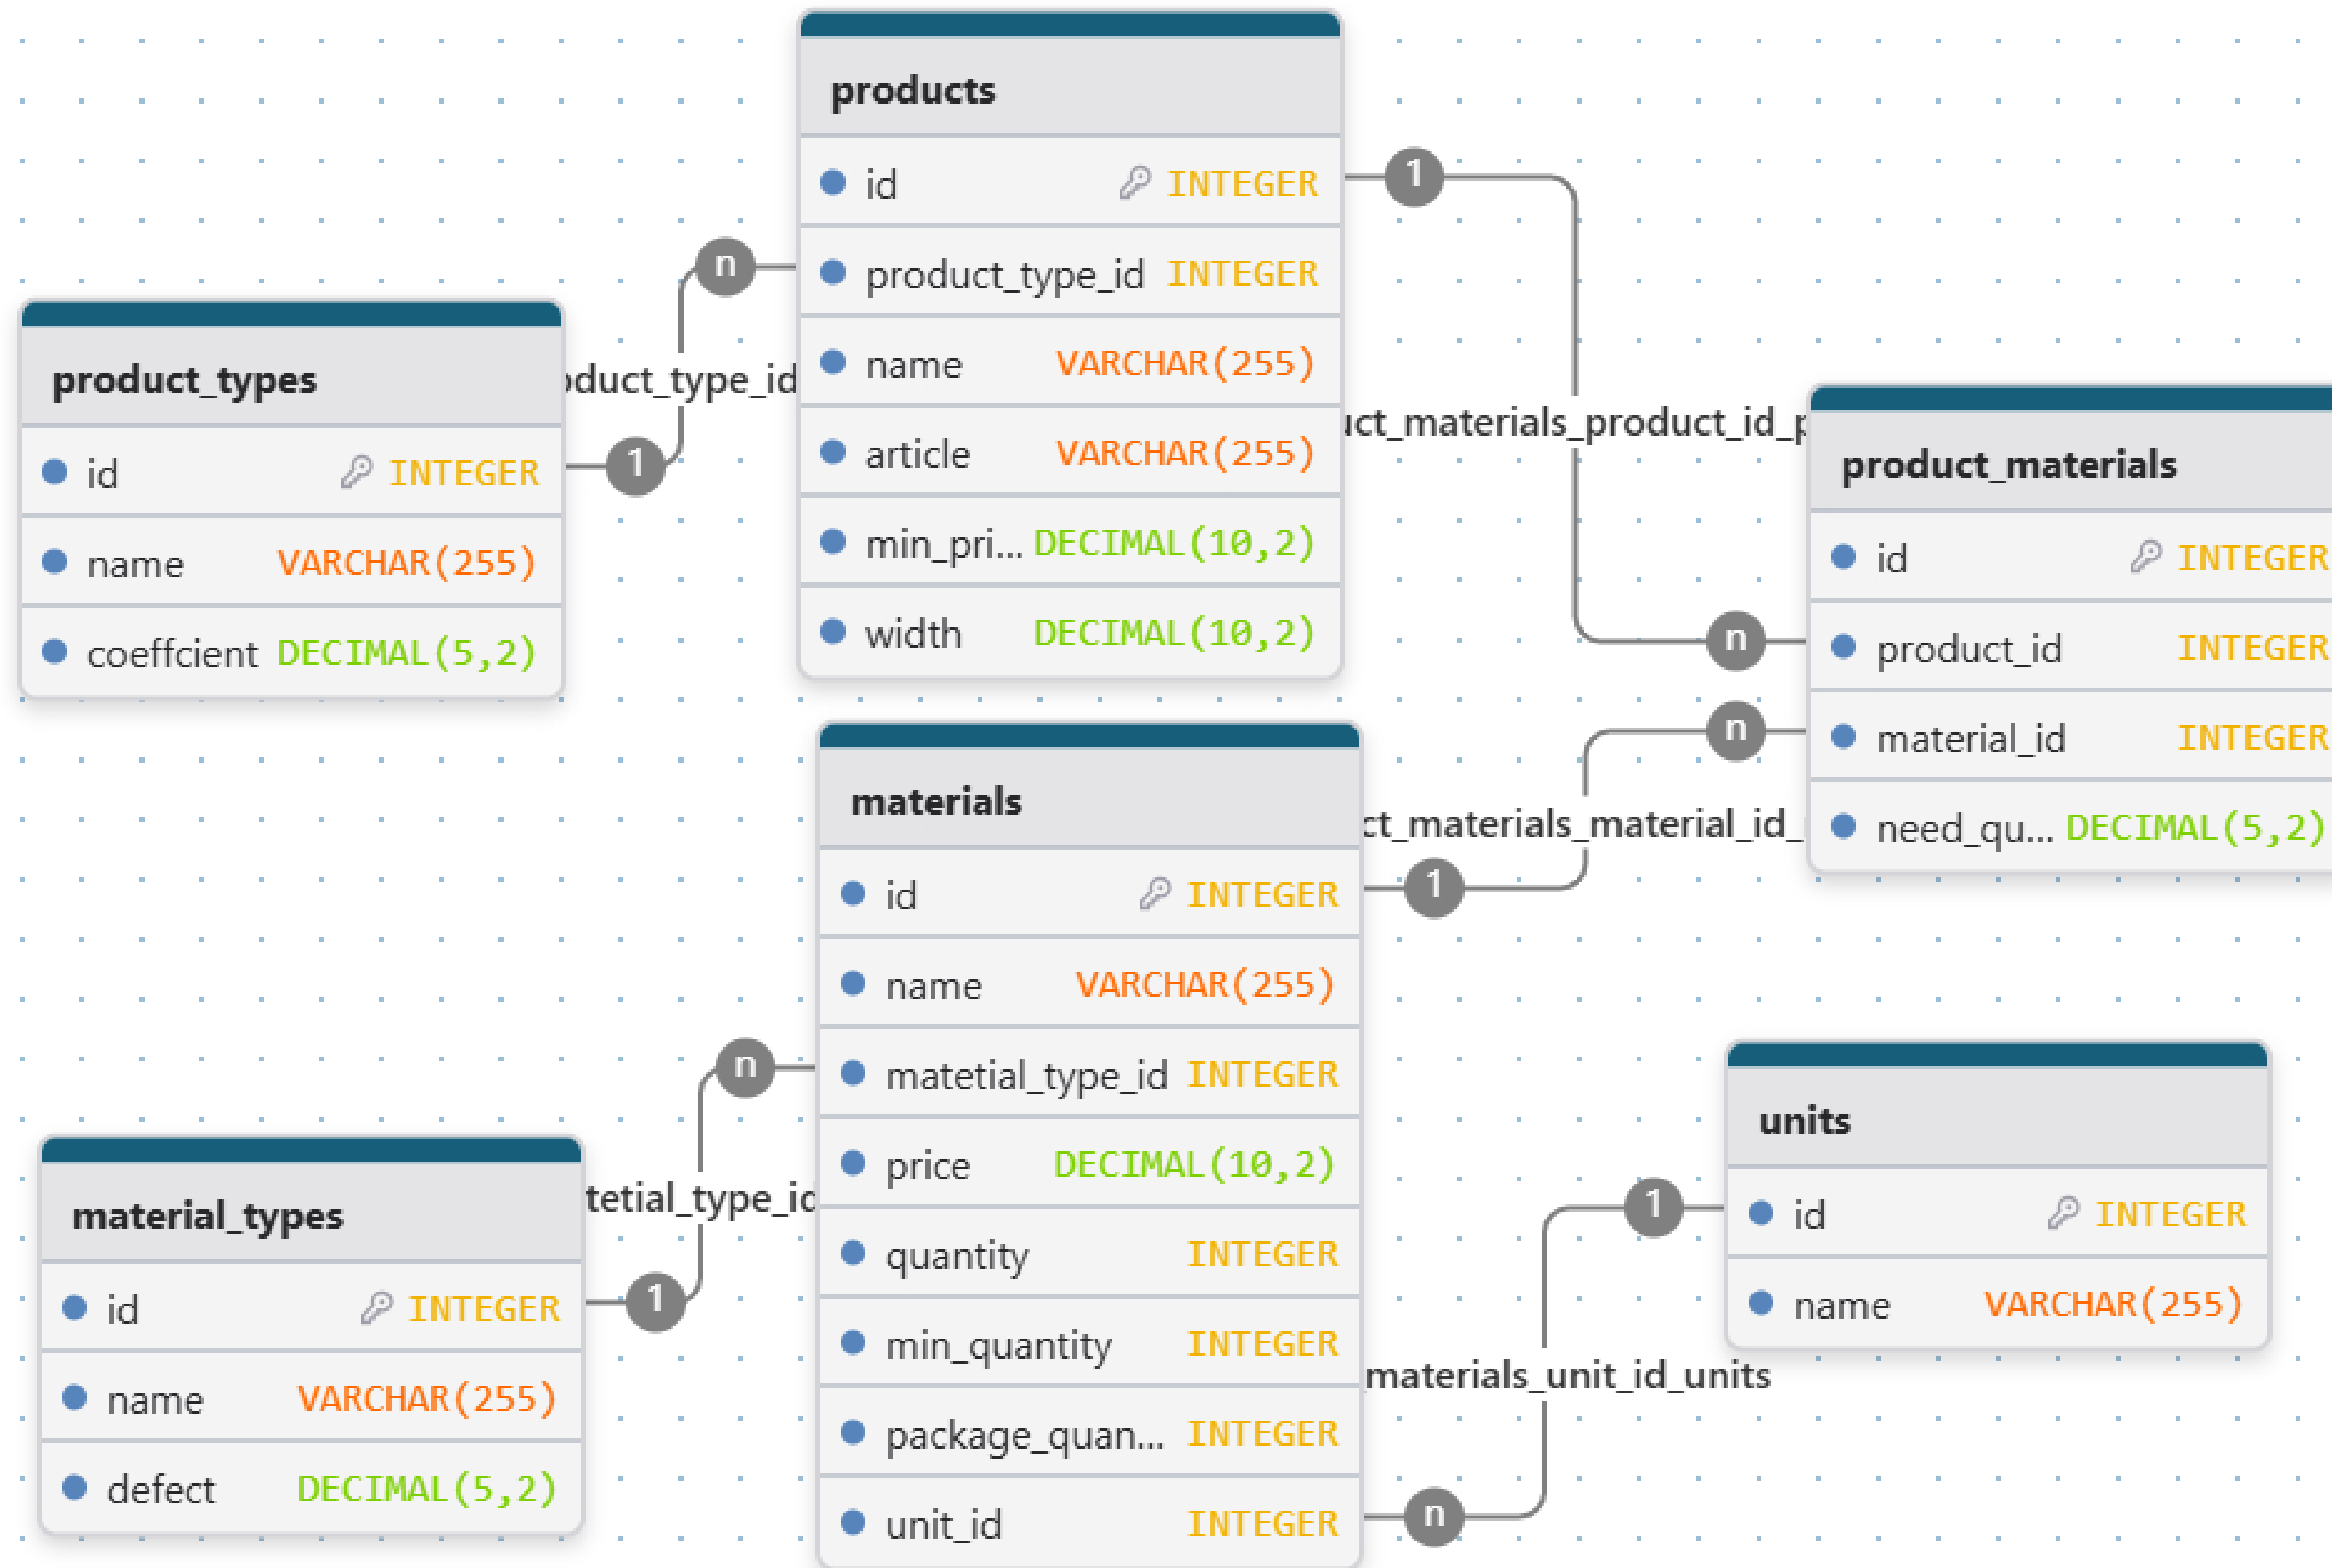 products
id INTEGER
product_type_id INTEGER
name VARCHAR(255)
article VARCHAR(255)
min_pri... DECIMAL(10,2)
width DECIMAL(10,2)
1
n
product_types
id INTEGER
name VARCHAR(255)
coeffcient DECIMAL(5,2)
1
n
oduct_type_id
uct_materials_product_id_p
product_materials
id INTEGER
product_id INTEGER
material_id INTEGER
need_qu... DECIMAL(5,2)
n
1
ct_materials_material_id_
materials
id INTEGER
name VARCHAR(255)
matetial_type_id INTEGER
price DECIMAL(10,2)
quantity INTEGER
min_quantity INTEGER
package_quan... INTEGER
unit_id INTEGER
n
1
tetial_type_id
material_types
id INTEGER
name VARCHAR(255)
defect DECIMAL(5,2)
units
id INTEGER
name VARCHAR(255)
1
materials_unit_id_units
n